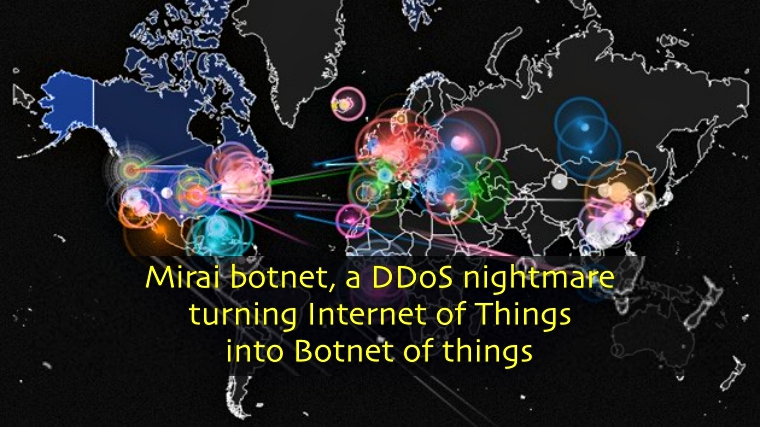 Mirai botnet, a DDoS nightmare
turning Internet of Things
into Botnet of things